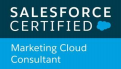 SALESFORCE
CERTIFIED
Marketing Cloud
Consultant